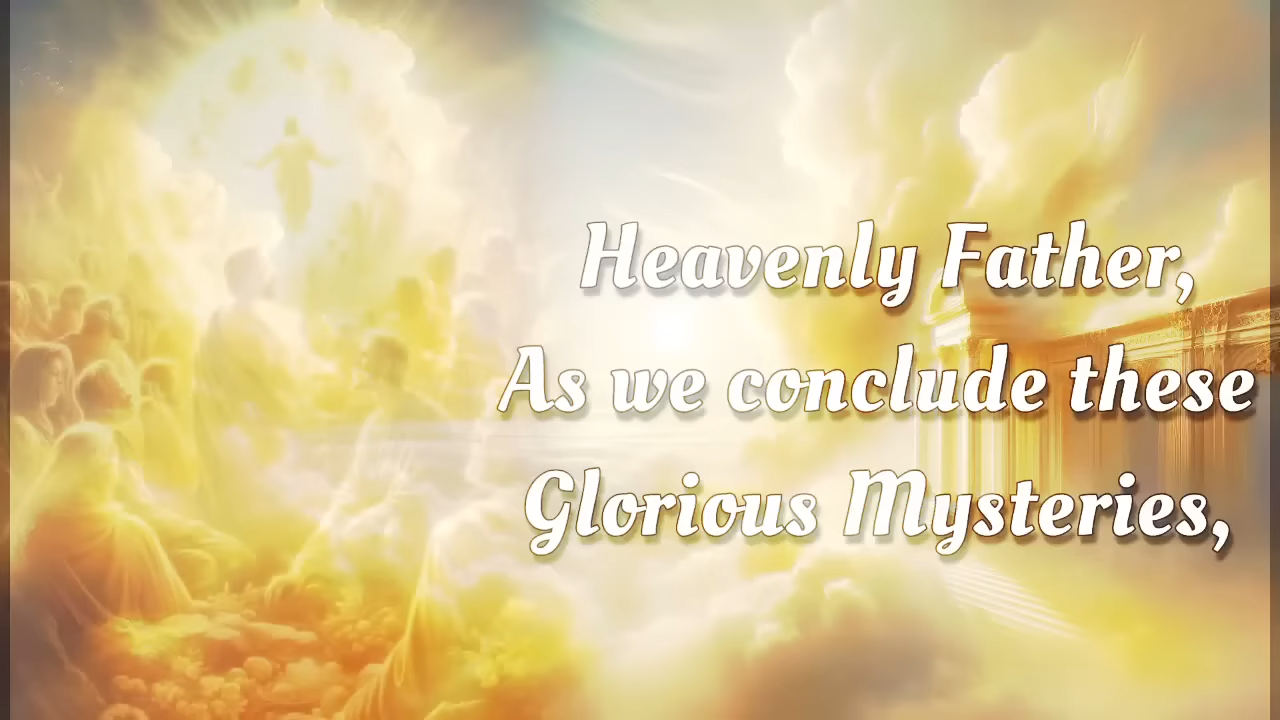 Heavenly Father,
As we conclude these
Glorious Mysteries,